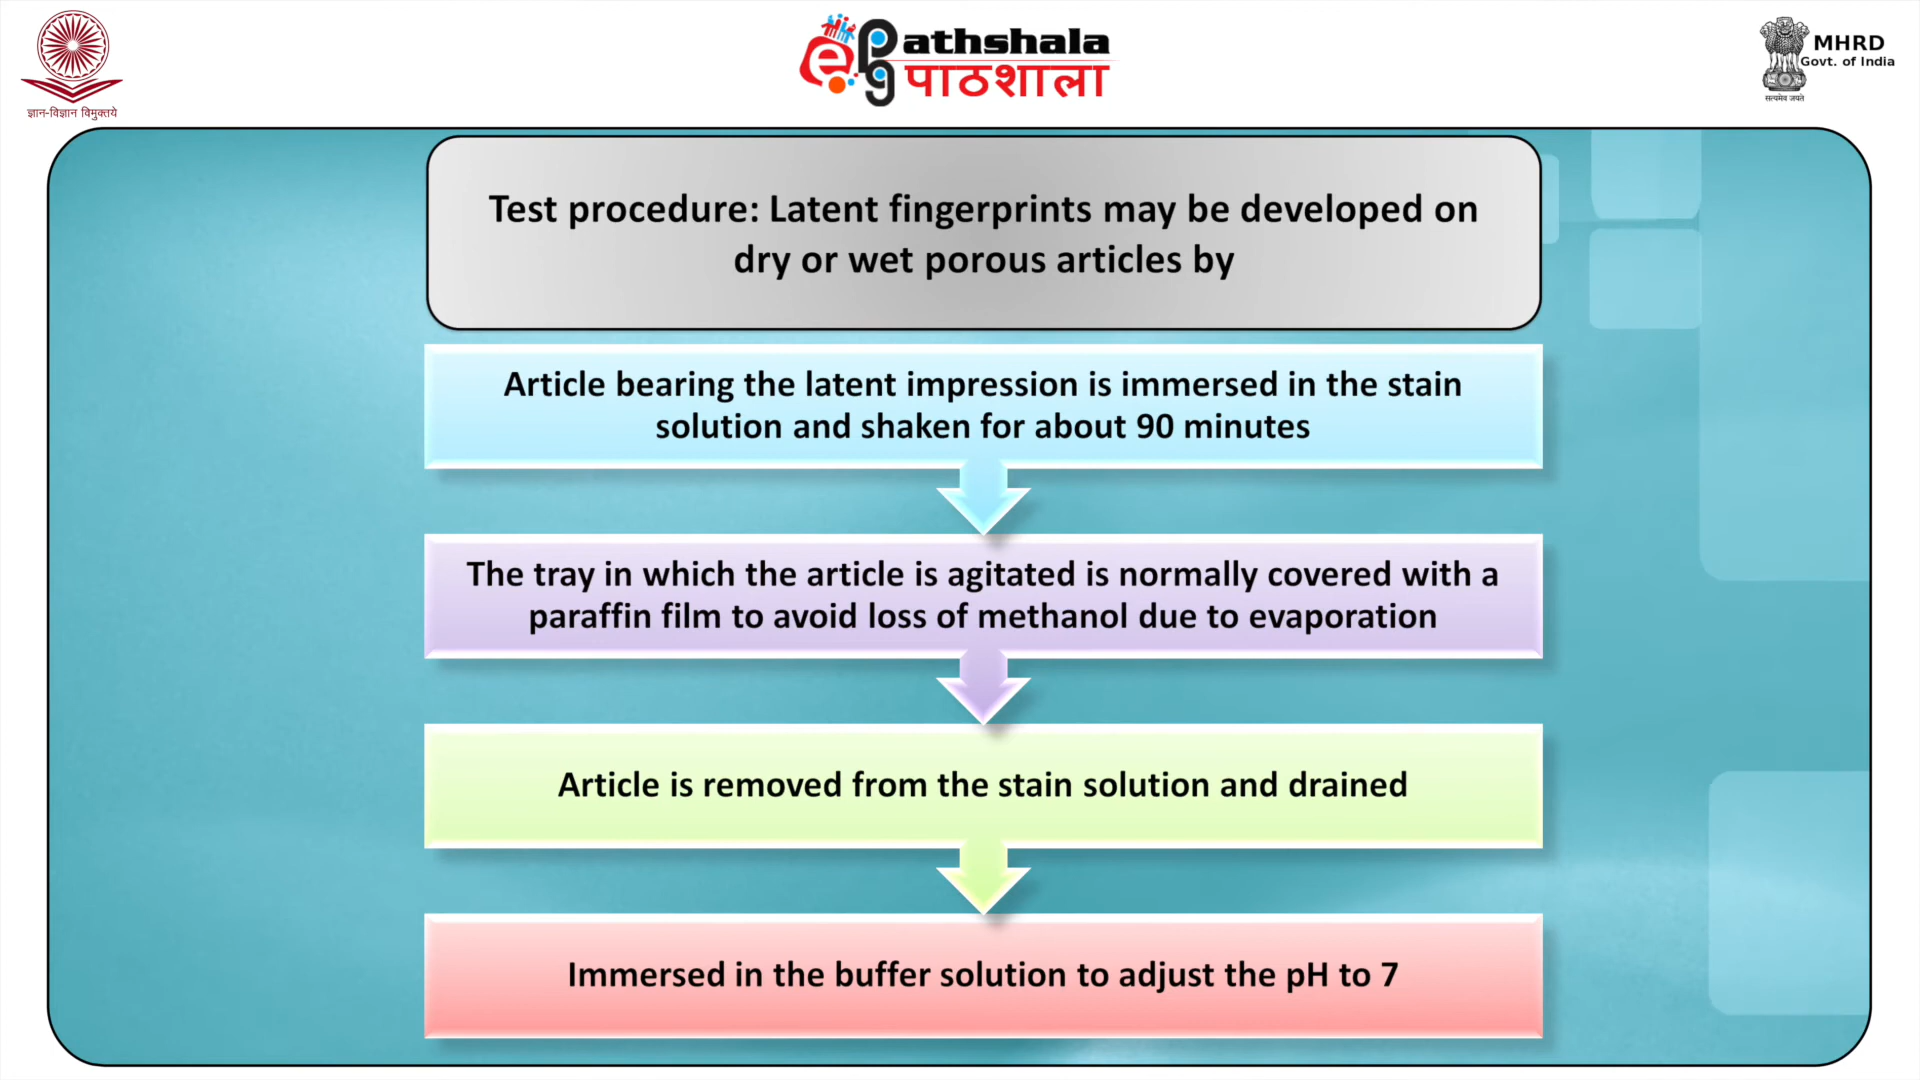 ज्ञान-विज्ञान विमुक्तये
e PG athshala
पाठशाला
MHRD
Govt. of India
सत्यमेव जयते
Test procedure: Latent fingerprints may be developed on
dry or wet porous articles by
Article bearing the latent impression is immersed in the stain
solution and shaken for about 90 minutes
The tray in which the article is agitated is normally covered with a
paraffin film to avoid loss of methanol due to evaporation
Article is removed from the stain solution and drained
Immersed in the buffer solution to adjust the pH to 7